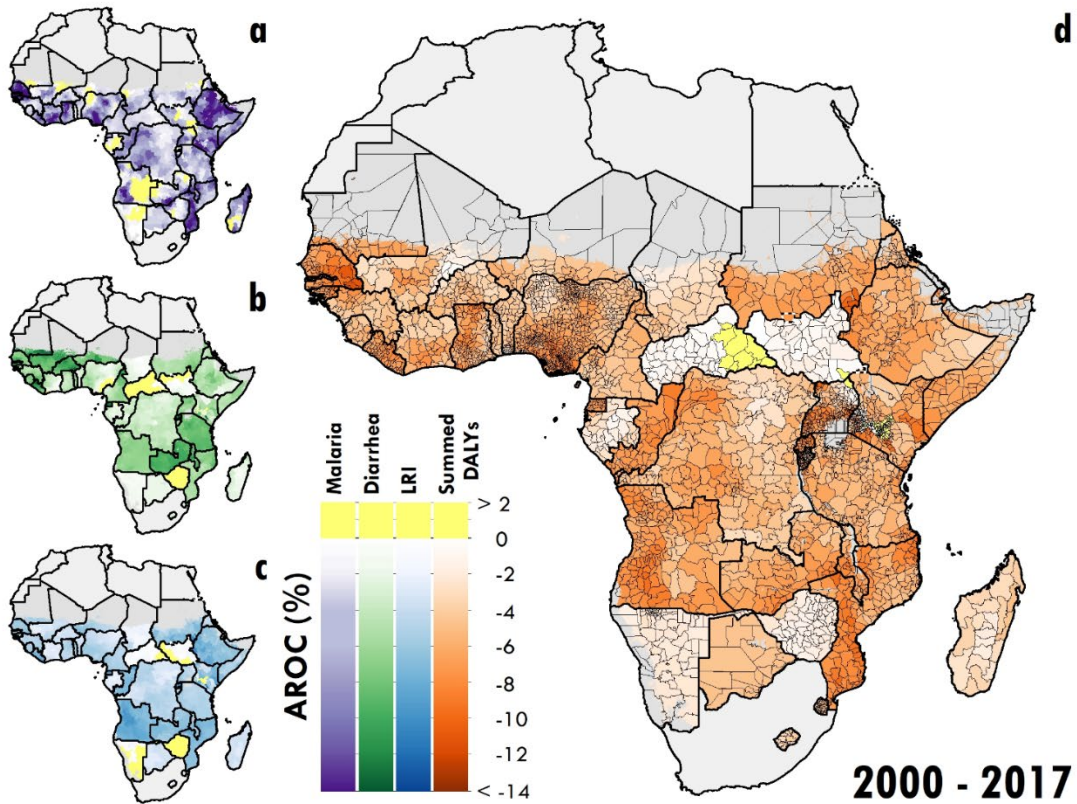 a
d
b
c
Malaria
Diarrhea
LRI
Summed
DALYs
AROC (%)
> 2
0
-2
-4
-6
-8
-10
-12
< -14
2000 - 2017